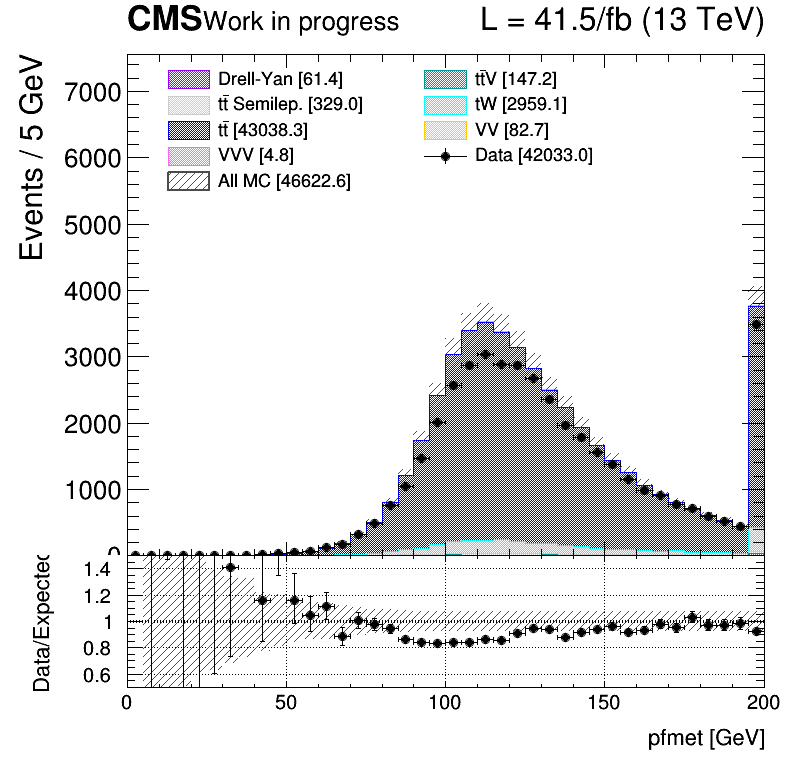 CMS Work in progress L = 41.5/fb (13 TeV)
Events / 5 GeV
7000
6000
5000
4000
3000
2000
1000
0
Drell-Yan [61.4]
tt̄ Semilep. [329.0]
tt̄ [43038.3]
VVV [4.8]
All MC [46622.6]
tt̄V [147.2]
tW [2959.1]
VV [82.7]
Data [42033.0]
Data/Expected
1.4
1.2
1
0.8
0.6
0 50 100 150 200
pfmet [GeV]